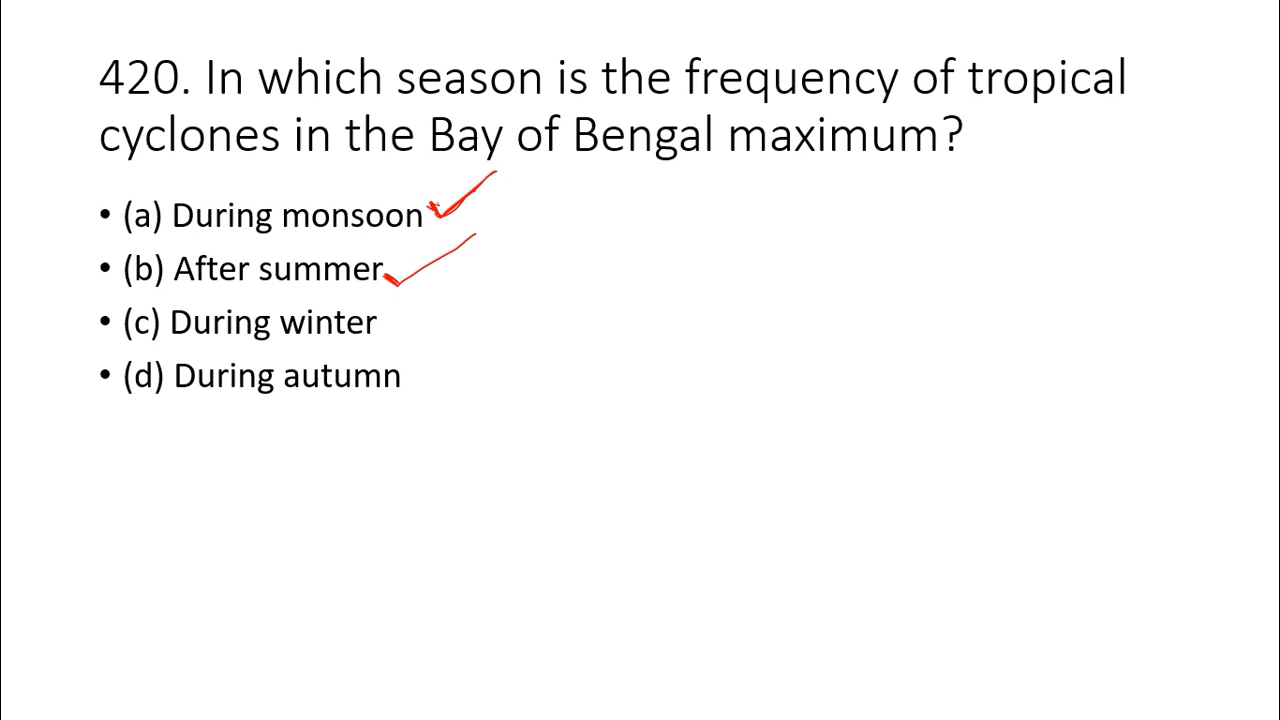 420. In which season is the frequency of tropical
cyclones in the Bay of Bengal maximum?
• (a) During monsoon
• (b) After summer
• (c) During winter
• (d) During autumn